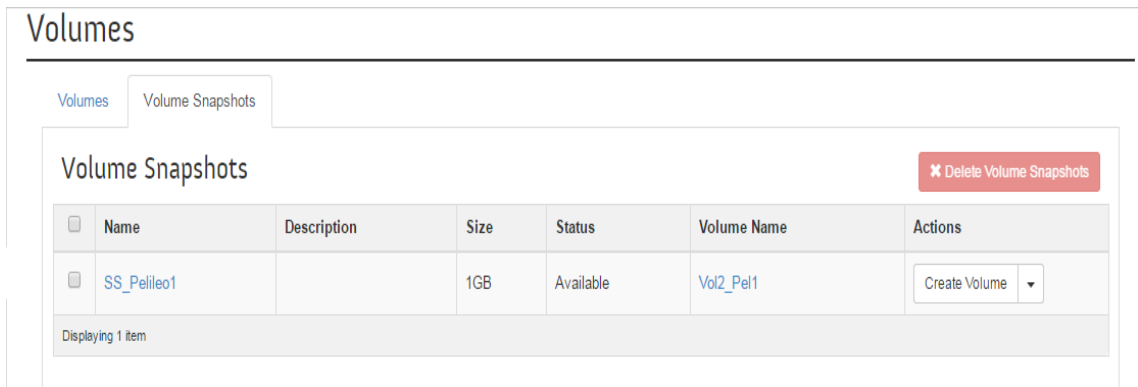 Volumes
Volumes Volume Snapshots
Volume Snapshots
Delete Volume Snapshots
Name Description Size Status Volume Name Actions
SS_Pelileo1 1GB Available Vol2_Pel1 Create Volume
Displaying 1 item